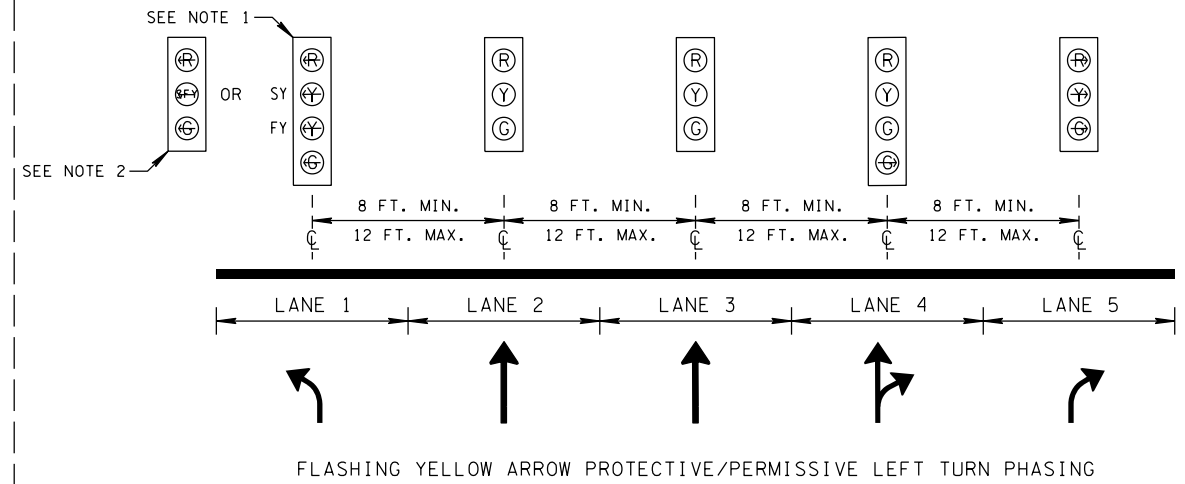 SEE NOTE 1
R R R R R R
SFY OR SY Y Y Y Y Y
G FY Y G G G G
G G
SEE NOTE 2
8 FT. MIN. 8 FT. MIN. 8 FT. MIN. 8 FT. MIN.
12 FT. MAX. 12 FT. MAX. 12 FT. MAX. 12 FT. MAX.
℄ ℄ ℄ ℄ ℄
LANE 1 LANE 2 LANE 3 LANE 4 LANE 5
FLASHING YELLOW ARROW PROTECTIVE/PERMISSIVE LEFT TURN PHASING